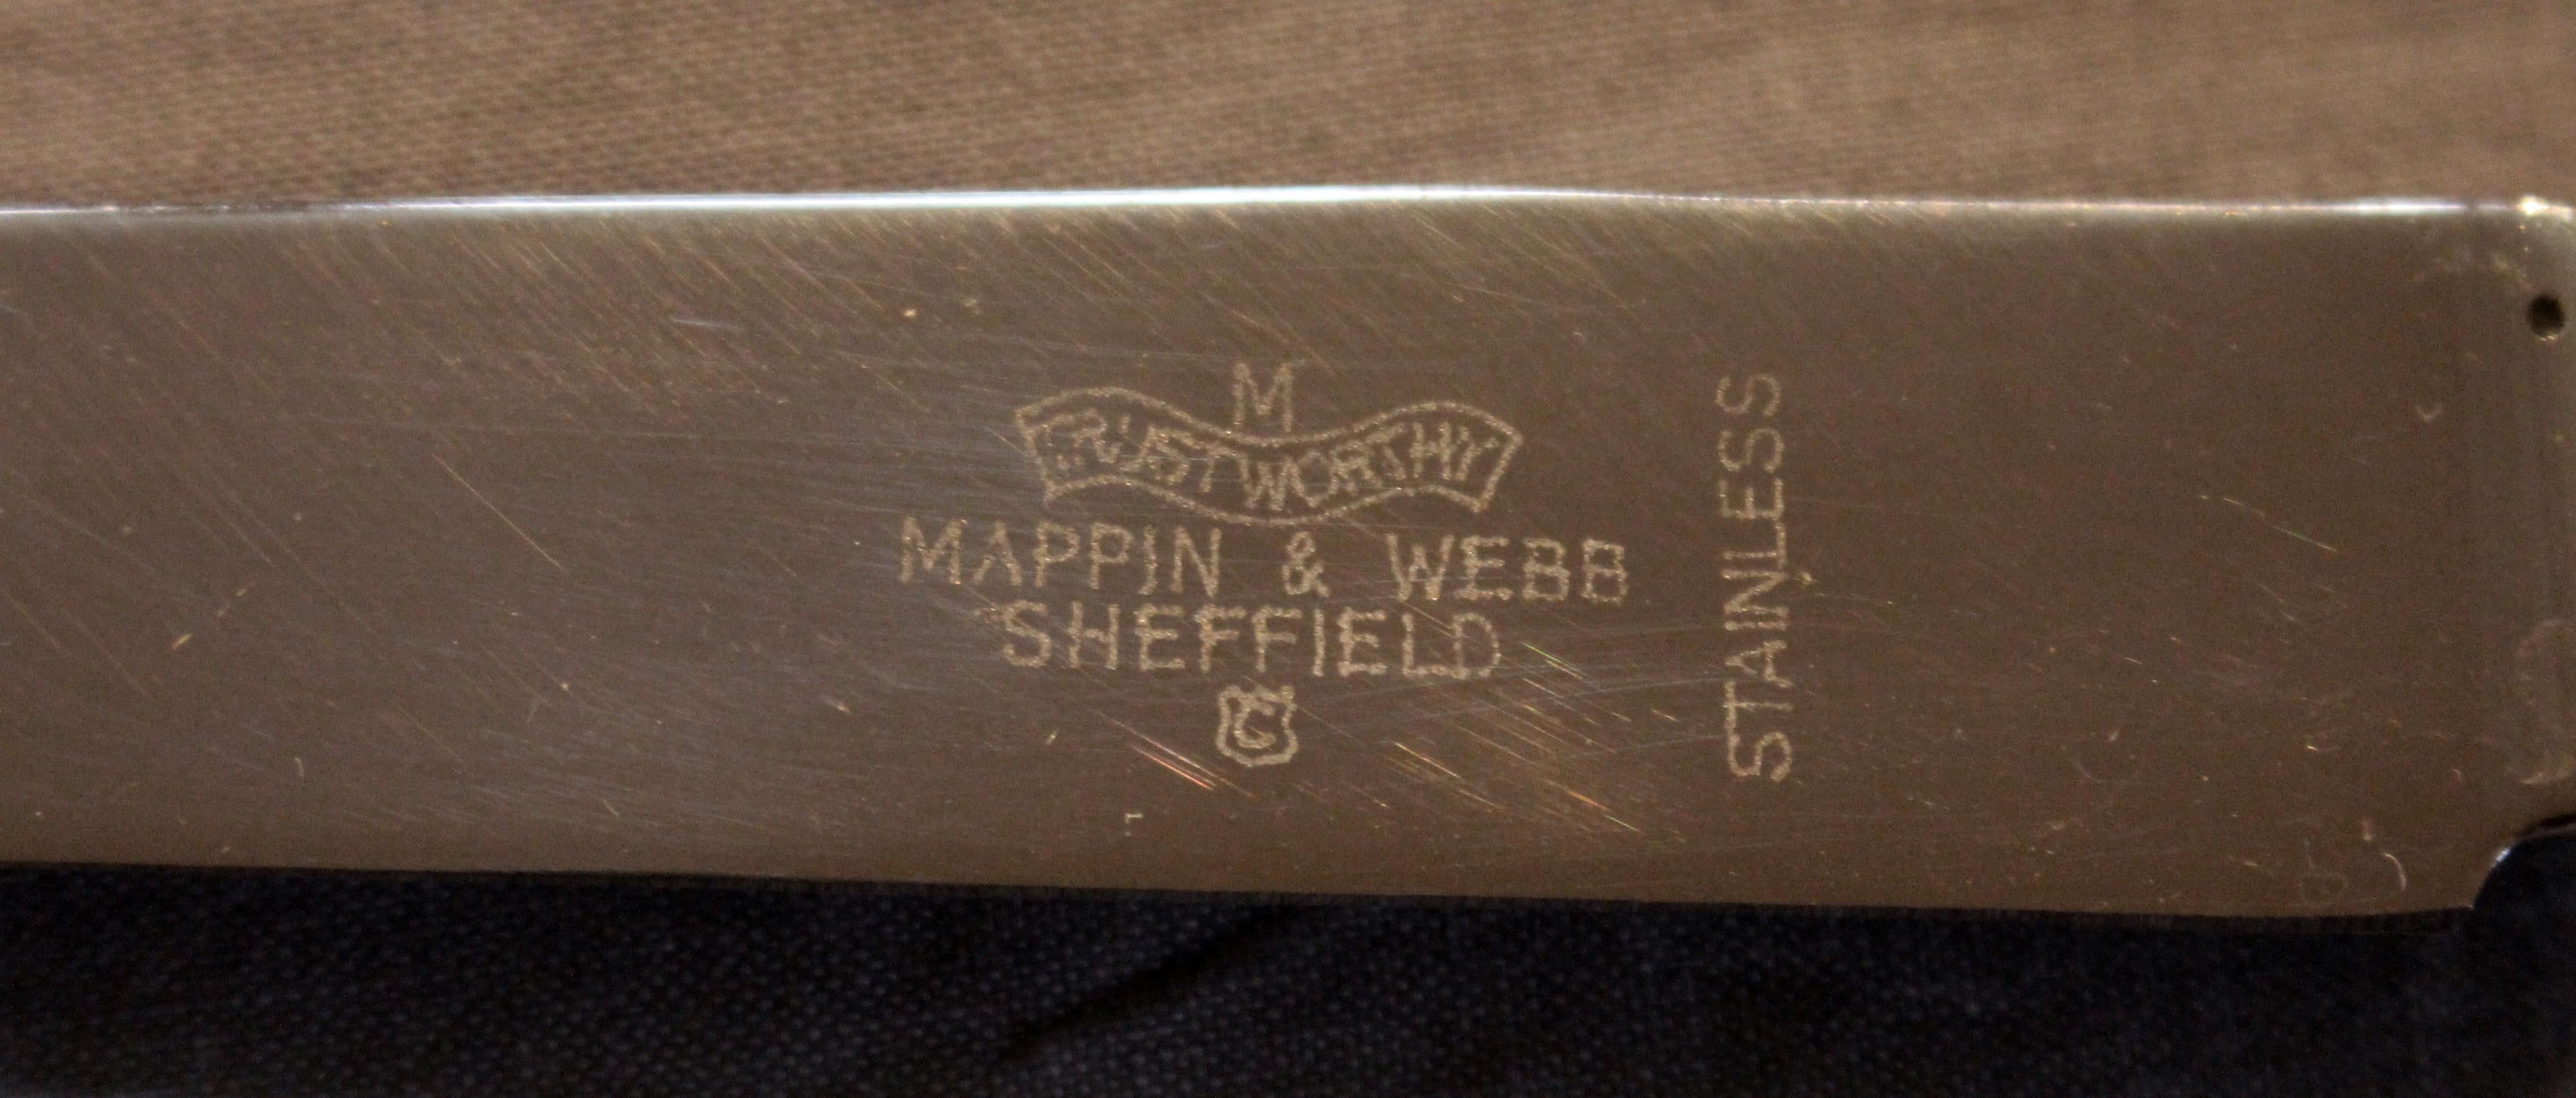 M
TRUSTWORTHY
MAPPIN & WEBB
SHEFFIELD
STAINLESS